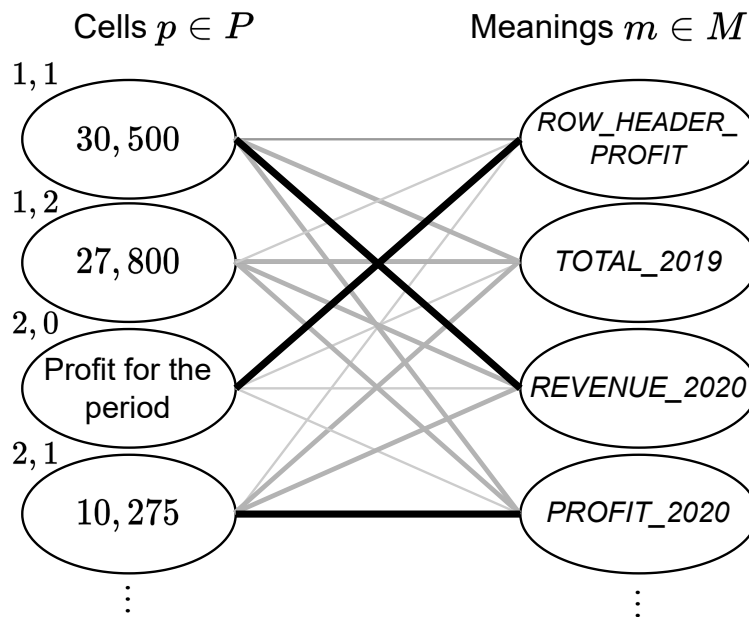 Cells p ∈ P
Meanings m ∈ M
1, 1
30, 500
ROW_HEADER_
PROFIT
1, 2
27, 800
TOTAL_2019
2, 0
Profit for the
period
REVENUE_2020
2, 1
10, 275
PROFIT_2020
⋮
⋮